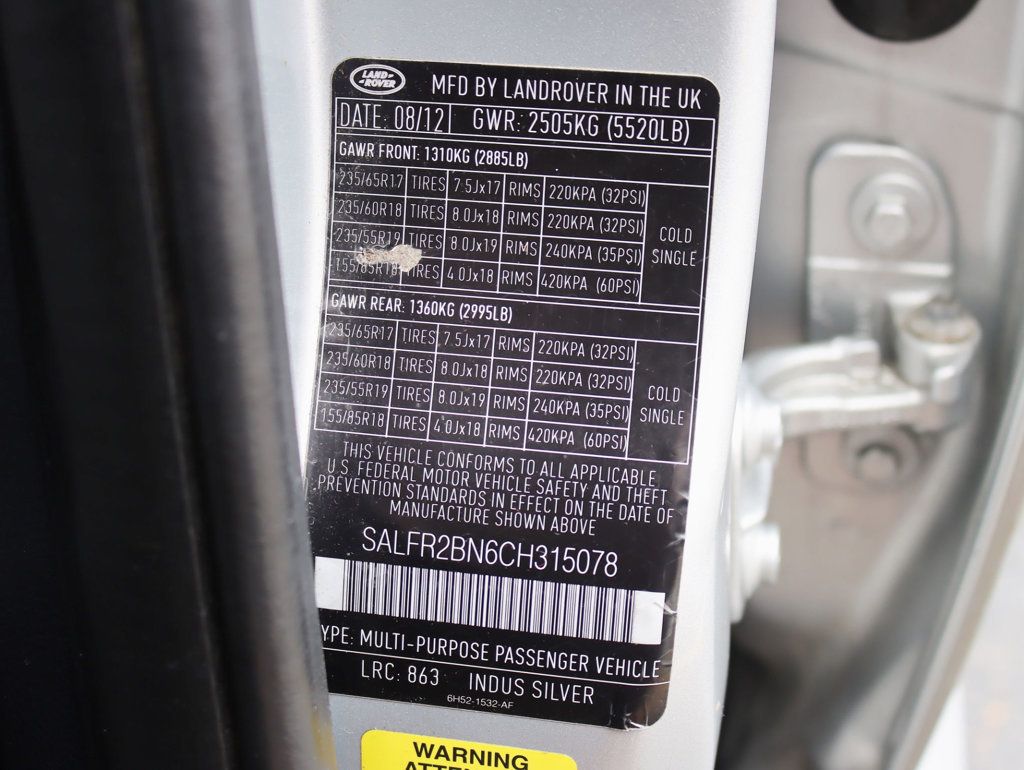 LAND ROVER
MFD BY LANDROVER IN THE UK
DATE: 08/12 GWR: 2505KG (5520LB)
GAWR FRONT: 1310KG (2885LB)
235/65R17 TIRES 7.5Jx17 RIMS 220KPA (32PSI)
235/60R18 TIRES 8.0Jx18 RIMS 220KPA (32PSI)
235/55R19 TIRES 8.0Jx19 RIMS 240KPA (35PSI)
155/85R18 TIRES 4.0Jx18 RIMS 420KPA (60PSI)
COLD
SINGLE
GAWR REAR: 1360KG (2995LB)
235/65R17 TIRES 7.5Jx17 RIMS 220KPA (32PSI)
235/60R18 TIRES 8.0Jx18 RIMS 220KPA (32PSI)
235/55R19 TIRES 8.0Jx19 RIMS 240KPA (35PSI)
155/85R18 TIRES 4.0Jx18 RIMS 420KPA (60PSI)
COLD
SINGLE
THIS VEHICLE CONFORMS TO ALL APPLICABLE
U.S. FEDERAL MOTOR VEHICLE SAFETY AND THEFT
PREVENTION STANDARDS IN EFFECT ON THE DATE OF
MANUFACTURE SHOWN ABOVE
SALFR2BN6CH315078
YPE: MULTI-PURPOSE PASSENGER VEHICLE
LRC: 863 INDUS SILVER
6H52-1532-AF
WARNING